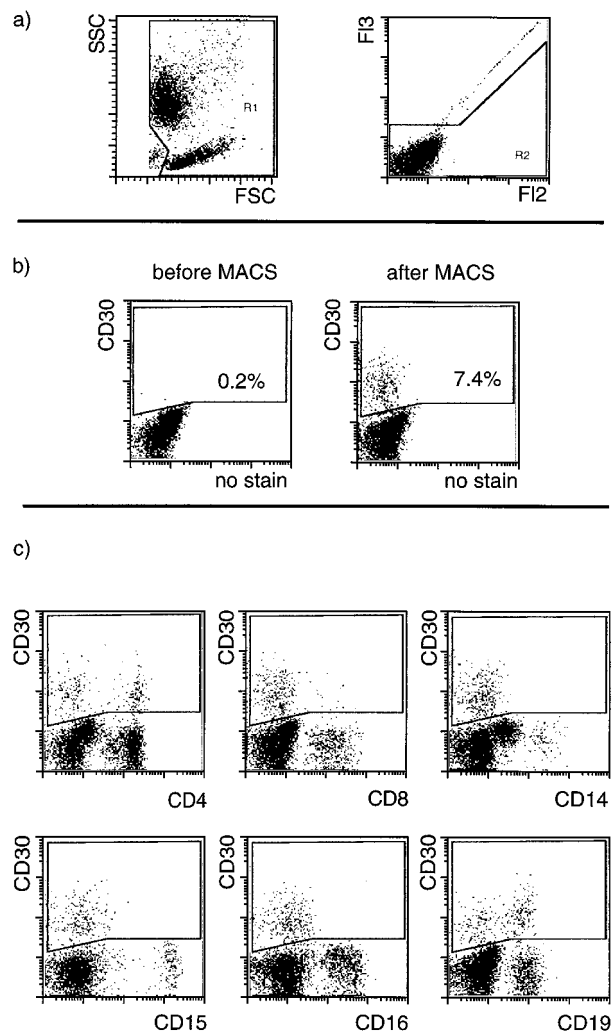 a)
SSC
R1
FSC
Fl3
R2
Fl2
b)
before MACS
after MACS
CD30
0.2%
no stain
CD30
7.4%
no stain
c)
CD30
CD4
CD30
CD8
CD30
CD14
CD30
CD15
CD30
CD16
CD30
CD19